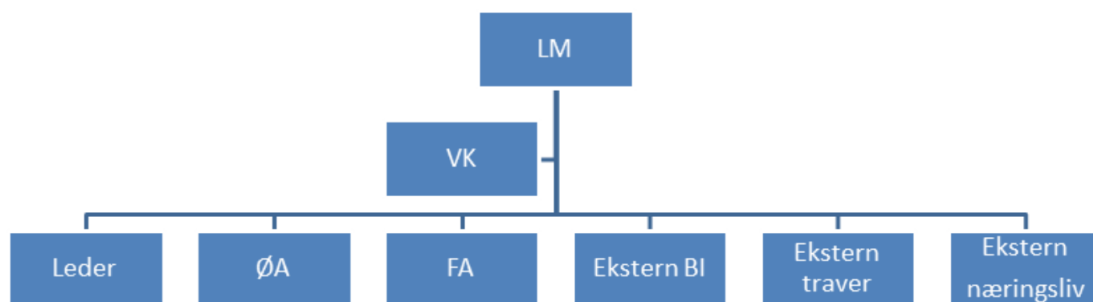 LM
VK
Leder
ØA
FA
Ekstern BI
Ekstern
traver
Ekstern
næringsliv